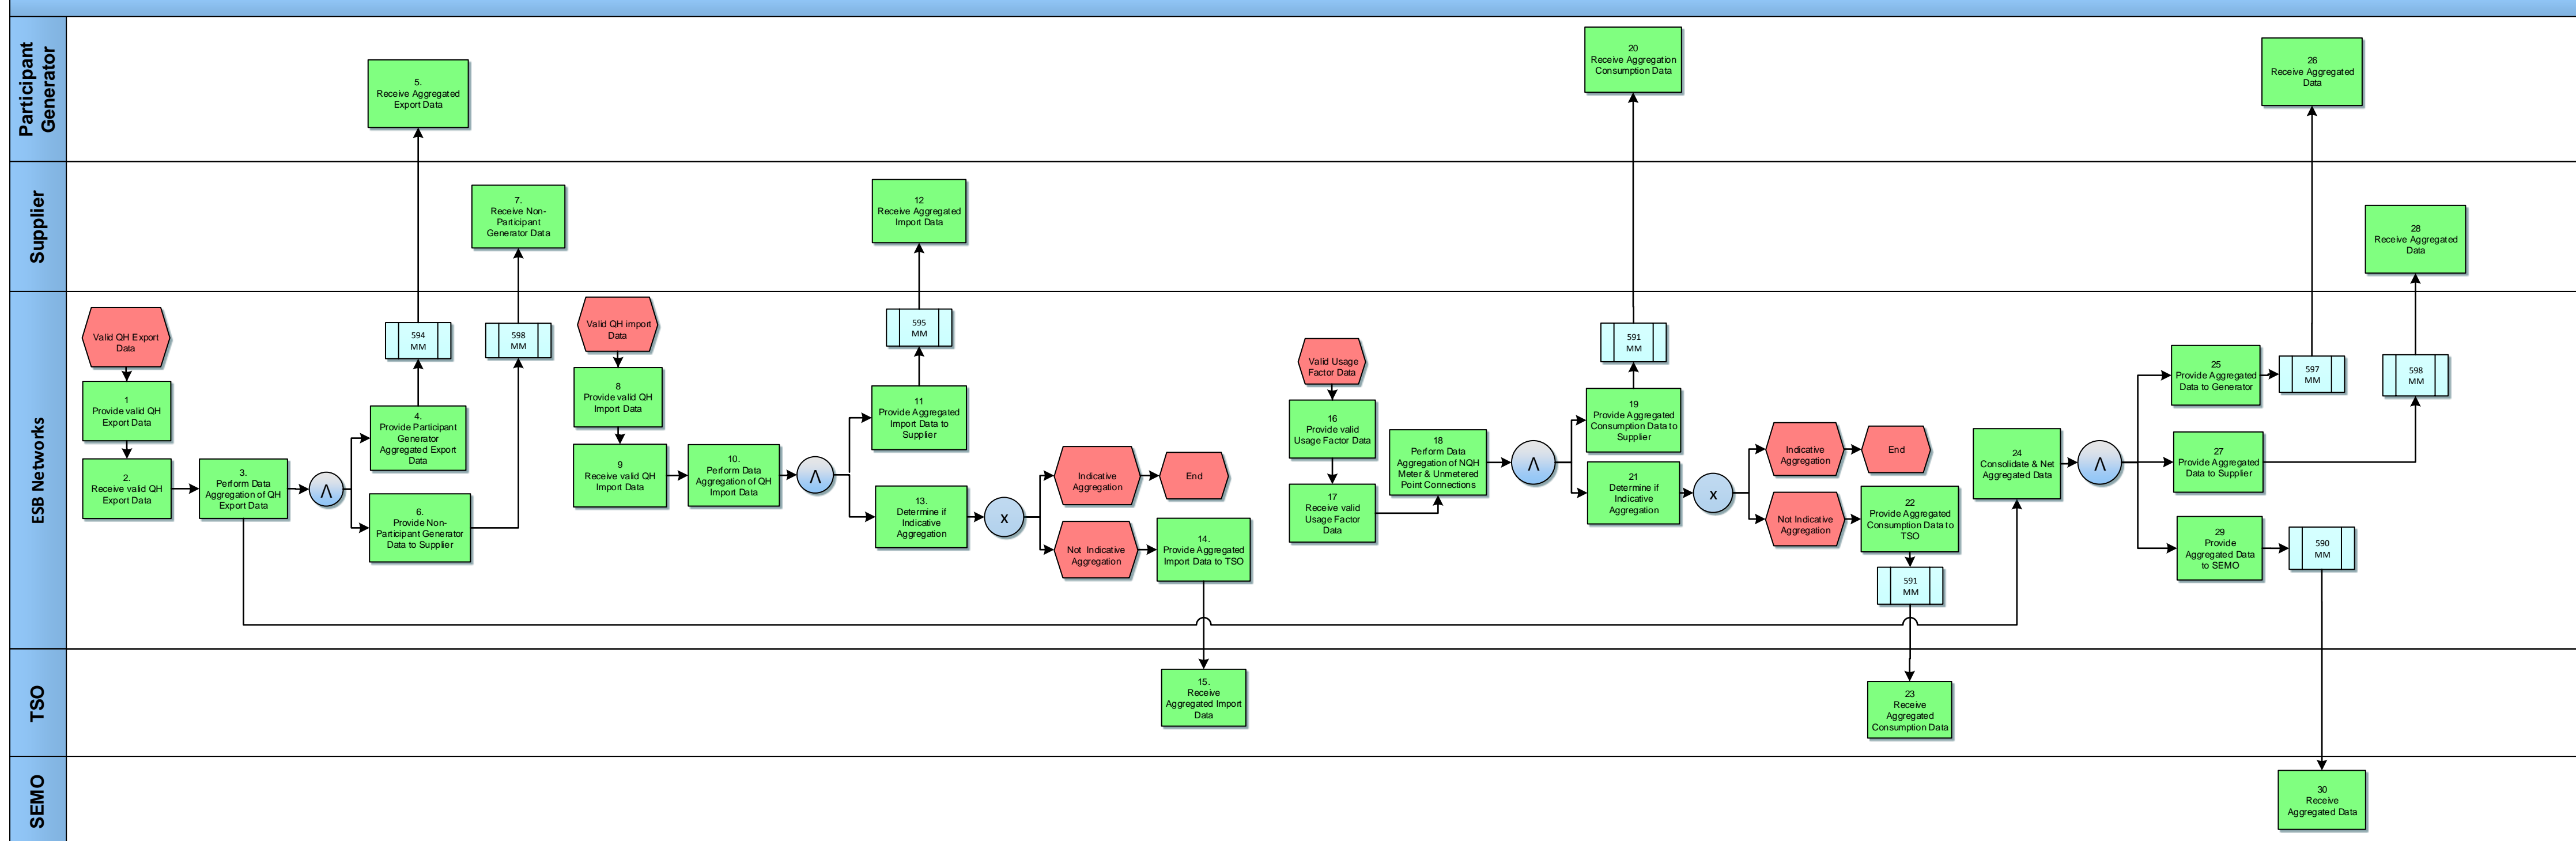 Participant
Generator
5.
Receive Aggregated
Export Data
20
Receive Aggregation
Consumption Data
26
Receive Aggregated
Data
Supplier
7.
Receive Non-
Participant
Generator Data
12
Receive Aggregated
Import Data
28
Receive Aggregated
Data
ESB Networks
Valid QH Export
Data
1
Provide valid QH
Export Data
2.
Receive valid QH
Export Data
3.
Perform Data
Aggregation of QH
Export Data
Λ
594
MM
4.
Provide Participant
Generator
Aggregated Export
Data
598
MM
6.
Provide Non-
Participant Generator
Data to Supplier
Valid QH import
Data
8
Provide valid QH
Import Data
9
Receive valid QH
Import Data
10.
Perform Data
Aggregation of QH
Import Data
Λ
595
MM
11
Provide Aggregated
Import Data to
Supplier
13.
Determine if
Indicative
Aggregation
x
Indicative
Aggregation
End
Not Indicative
Aggregation
14.
Provide Aggregated
Import Data to TSO
Valid Usage
Factor Data
16
Provide valid
Usage Factor Data
17
Receive valid
Usage Factor
Data
18
Perform Data
Aggregation of NQH
Meter & Unmetered
Point Connections
Λ
591
MM
19
Provide Aggregated
Consumption Data to
Supplier
21
Determine if
Indicative
Aggregation
x
Indicative
Aggregation
End
Not Indicative
Aggregation
22
Provide Aggregated
Consumption Data to
TSO
591
MM
24
Consolidate & Net
Aggregated Data
Λ
25
Provide Aggregated
Data to Generator
597
MM
598
MM
27
Provide Aggregated
Data to Supplier
29
Provide
Aggregated Data
to SEMO
590
MM
TSO
15.
Receive
Aggregated Import
Data
23
Receive
Aggregated
Consumption Data
SEMO
30
Receive
Aggregated Data